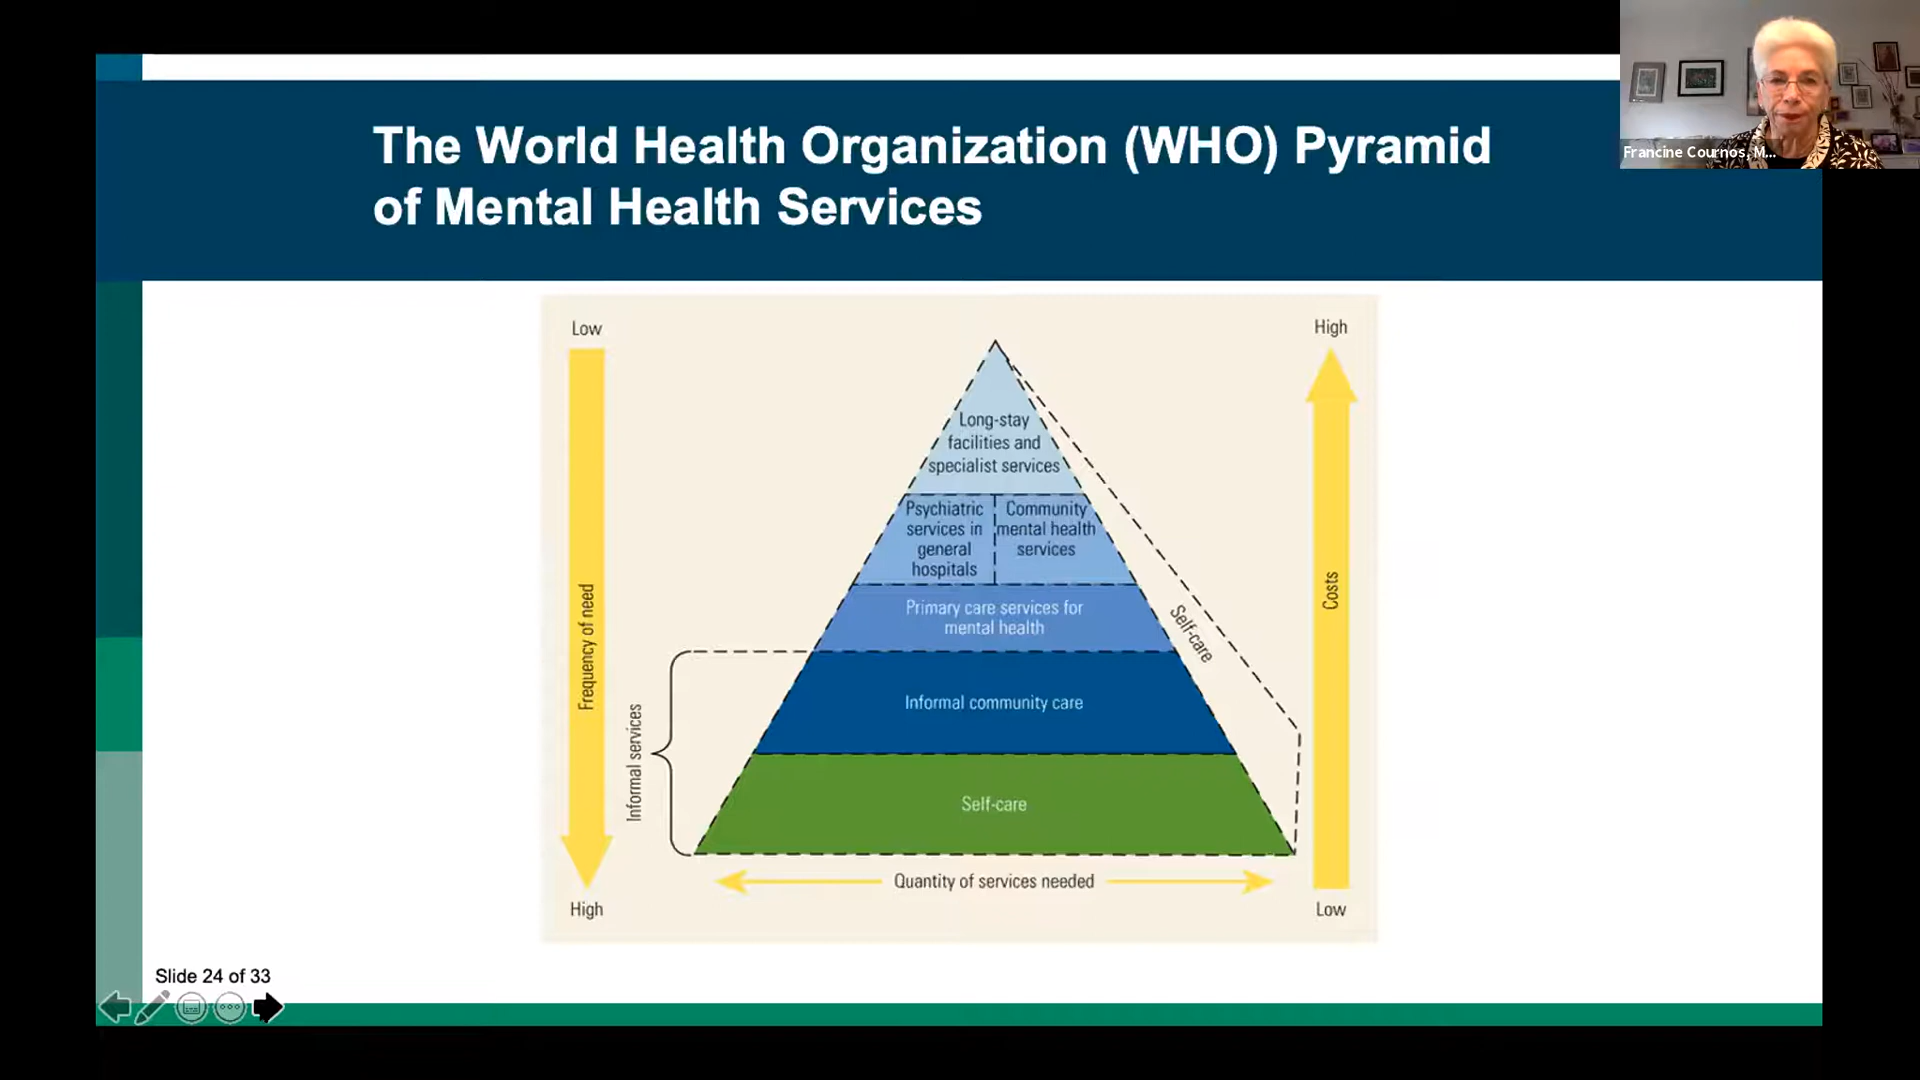 The World Health Organization (WHO) Pyramid
of Mental Health Services
Francine Cournos, M...
Low
High
Long-stay
facilities and
specialist services
Psychiatric
services in
general
hospitals
Community
mental health
services
Primary care services for
mental health
Self-care
Informal community care
Self-care
Frequency of need
Informal services
Costs
Quantity of services needed
High
Low
Slide 24 of 33